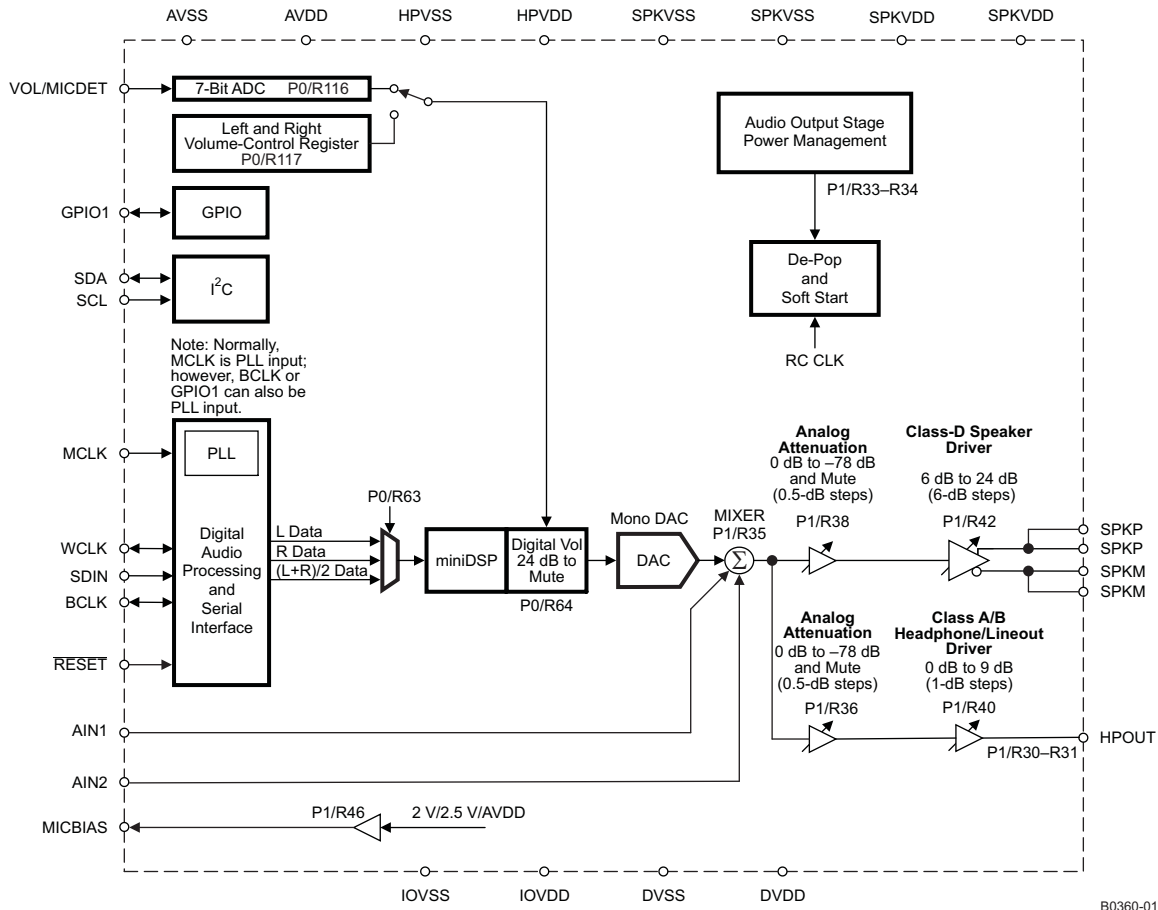 AVSS AVDD HPVSS HPVDD SPKVSS SPKVSS SPKVDD SPKVDD
VOL/MICDET
7-Bit ADC P0/R116
Left and Right
Volume-Control Register
P0/R117
Audio Output Stage
Power Management
P1/R33–R34
GPIO1
GPIO
SDA
SCL
I²C
De-Pop
and
Soft Start
RC CLK
Note: Normally,
MCLK is PLL input;
however, BCLK or
GPIO1 can also be
PLL input.
MCLK
PLL
WCLK
SDIN
BCLK
RESET
Digital
Audio
Processing
and
Serial
Interface
L Data
R Data
(L+R)/2 Data
P0/R63
miniDSP
Digital Vol
24 dB to
Mute
P0/R64
Mono DAC
DAC
MIXER
P1/R35
Σ
Analog
Attenuation
0 dB to –78 dB
and Mute
(0.5-dB steps)
P1/R38
Class-D Speaker
Driver
6 dB to 24 dB
(6-dB steps)
P1/R42
SPKP
SPKP
SPKM
SPKM
Analog
Attenuation
0 dB to –78 dB
and Mute
(0.5-dB steps)
P1/R36
Class A/B
Headphone/Lineout
Driver
0 dB to 9 dB
(1-dB steps)
P1/R40
P1/R30–R31
HPOUT
AIN1
AIN2
MICBIAS
P1/R46
2 V/2.5 V/AVDD
IOVSS IOVDD DVSS DVDD
B0360-01